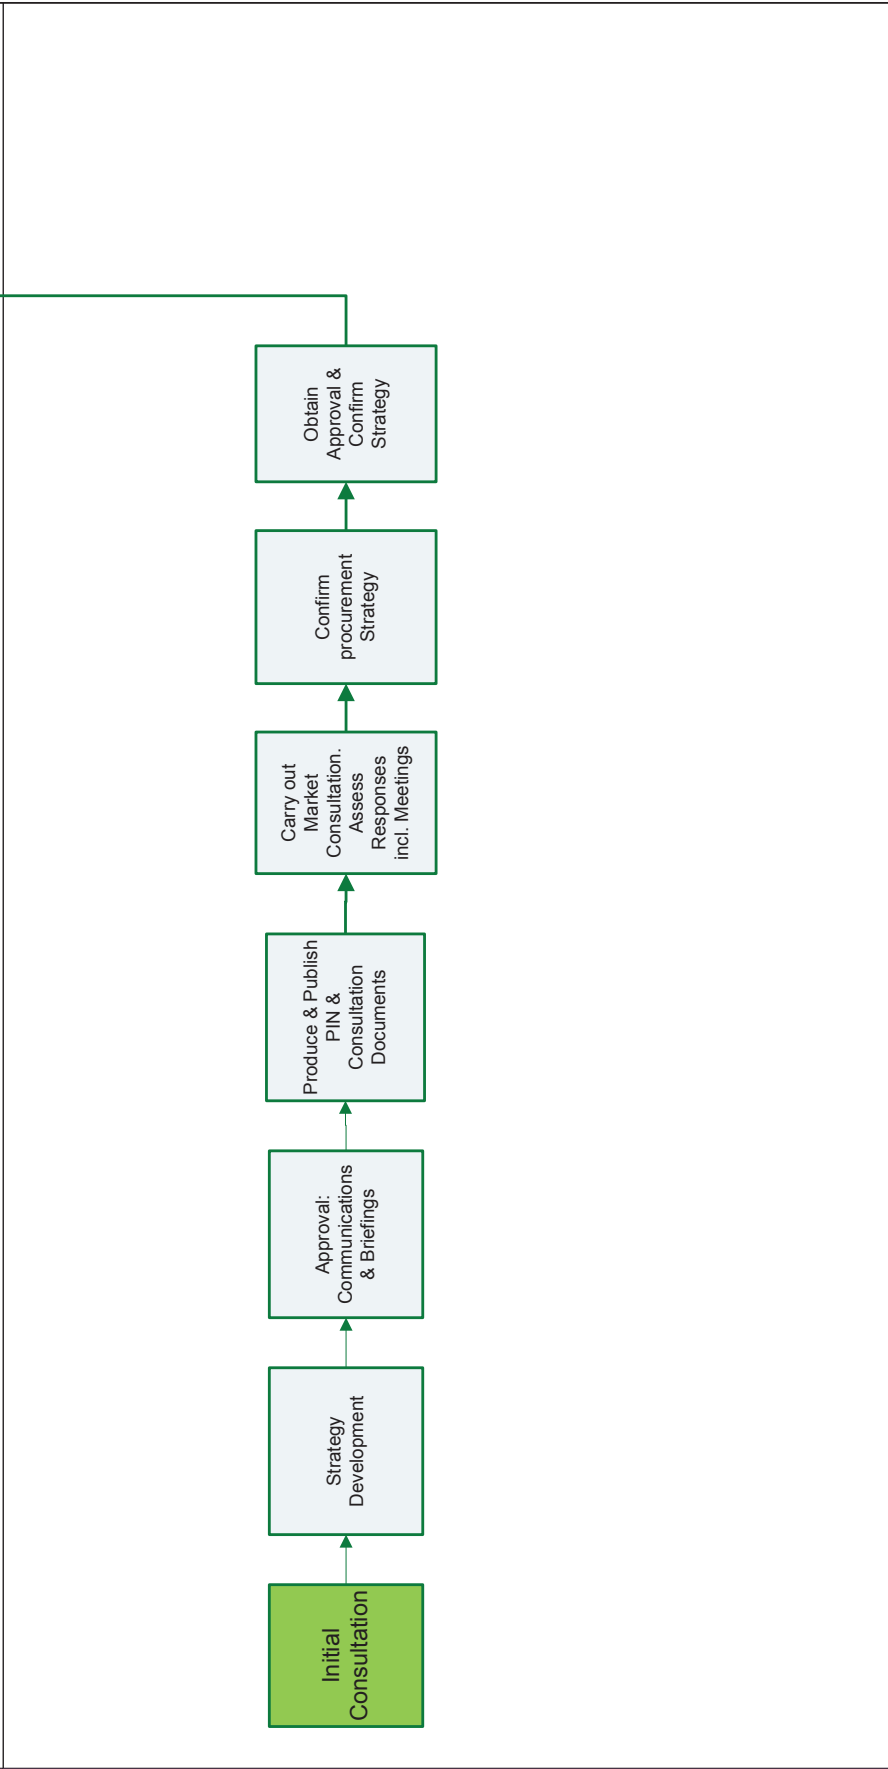 Initial
Consultation
Strategy
Development
Approval:
Communications
& Briefings
Produce & Publish
PIN &
Consultation
Documents
Carry out
Market
Consultation.
Assess
Responses
incl. Meetings
Confirm
procurement
Strategy
Obtain
Approval &
Confirm
Strategy